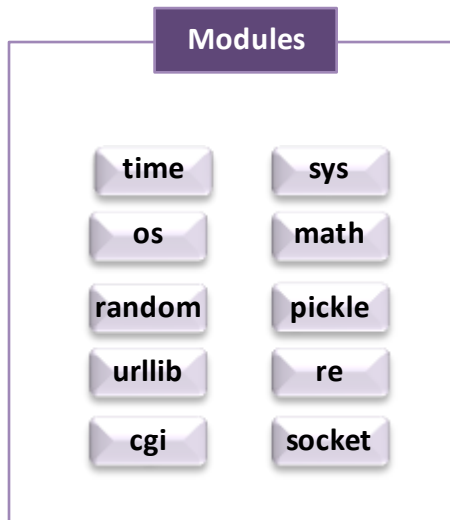 Modules
time sys
os math
random pickle
urllib re
cgi socket